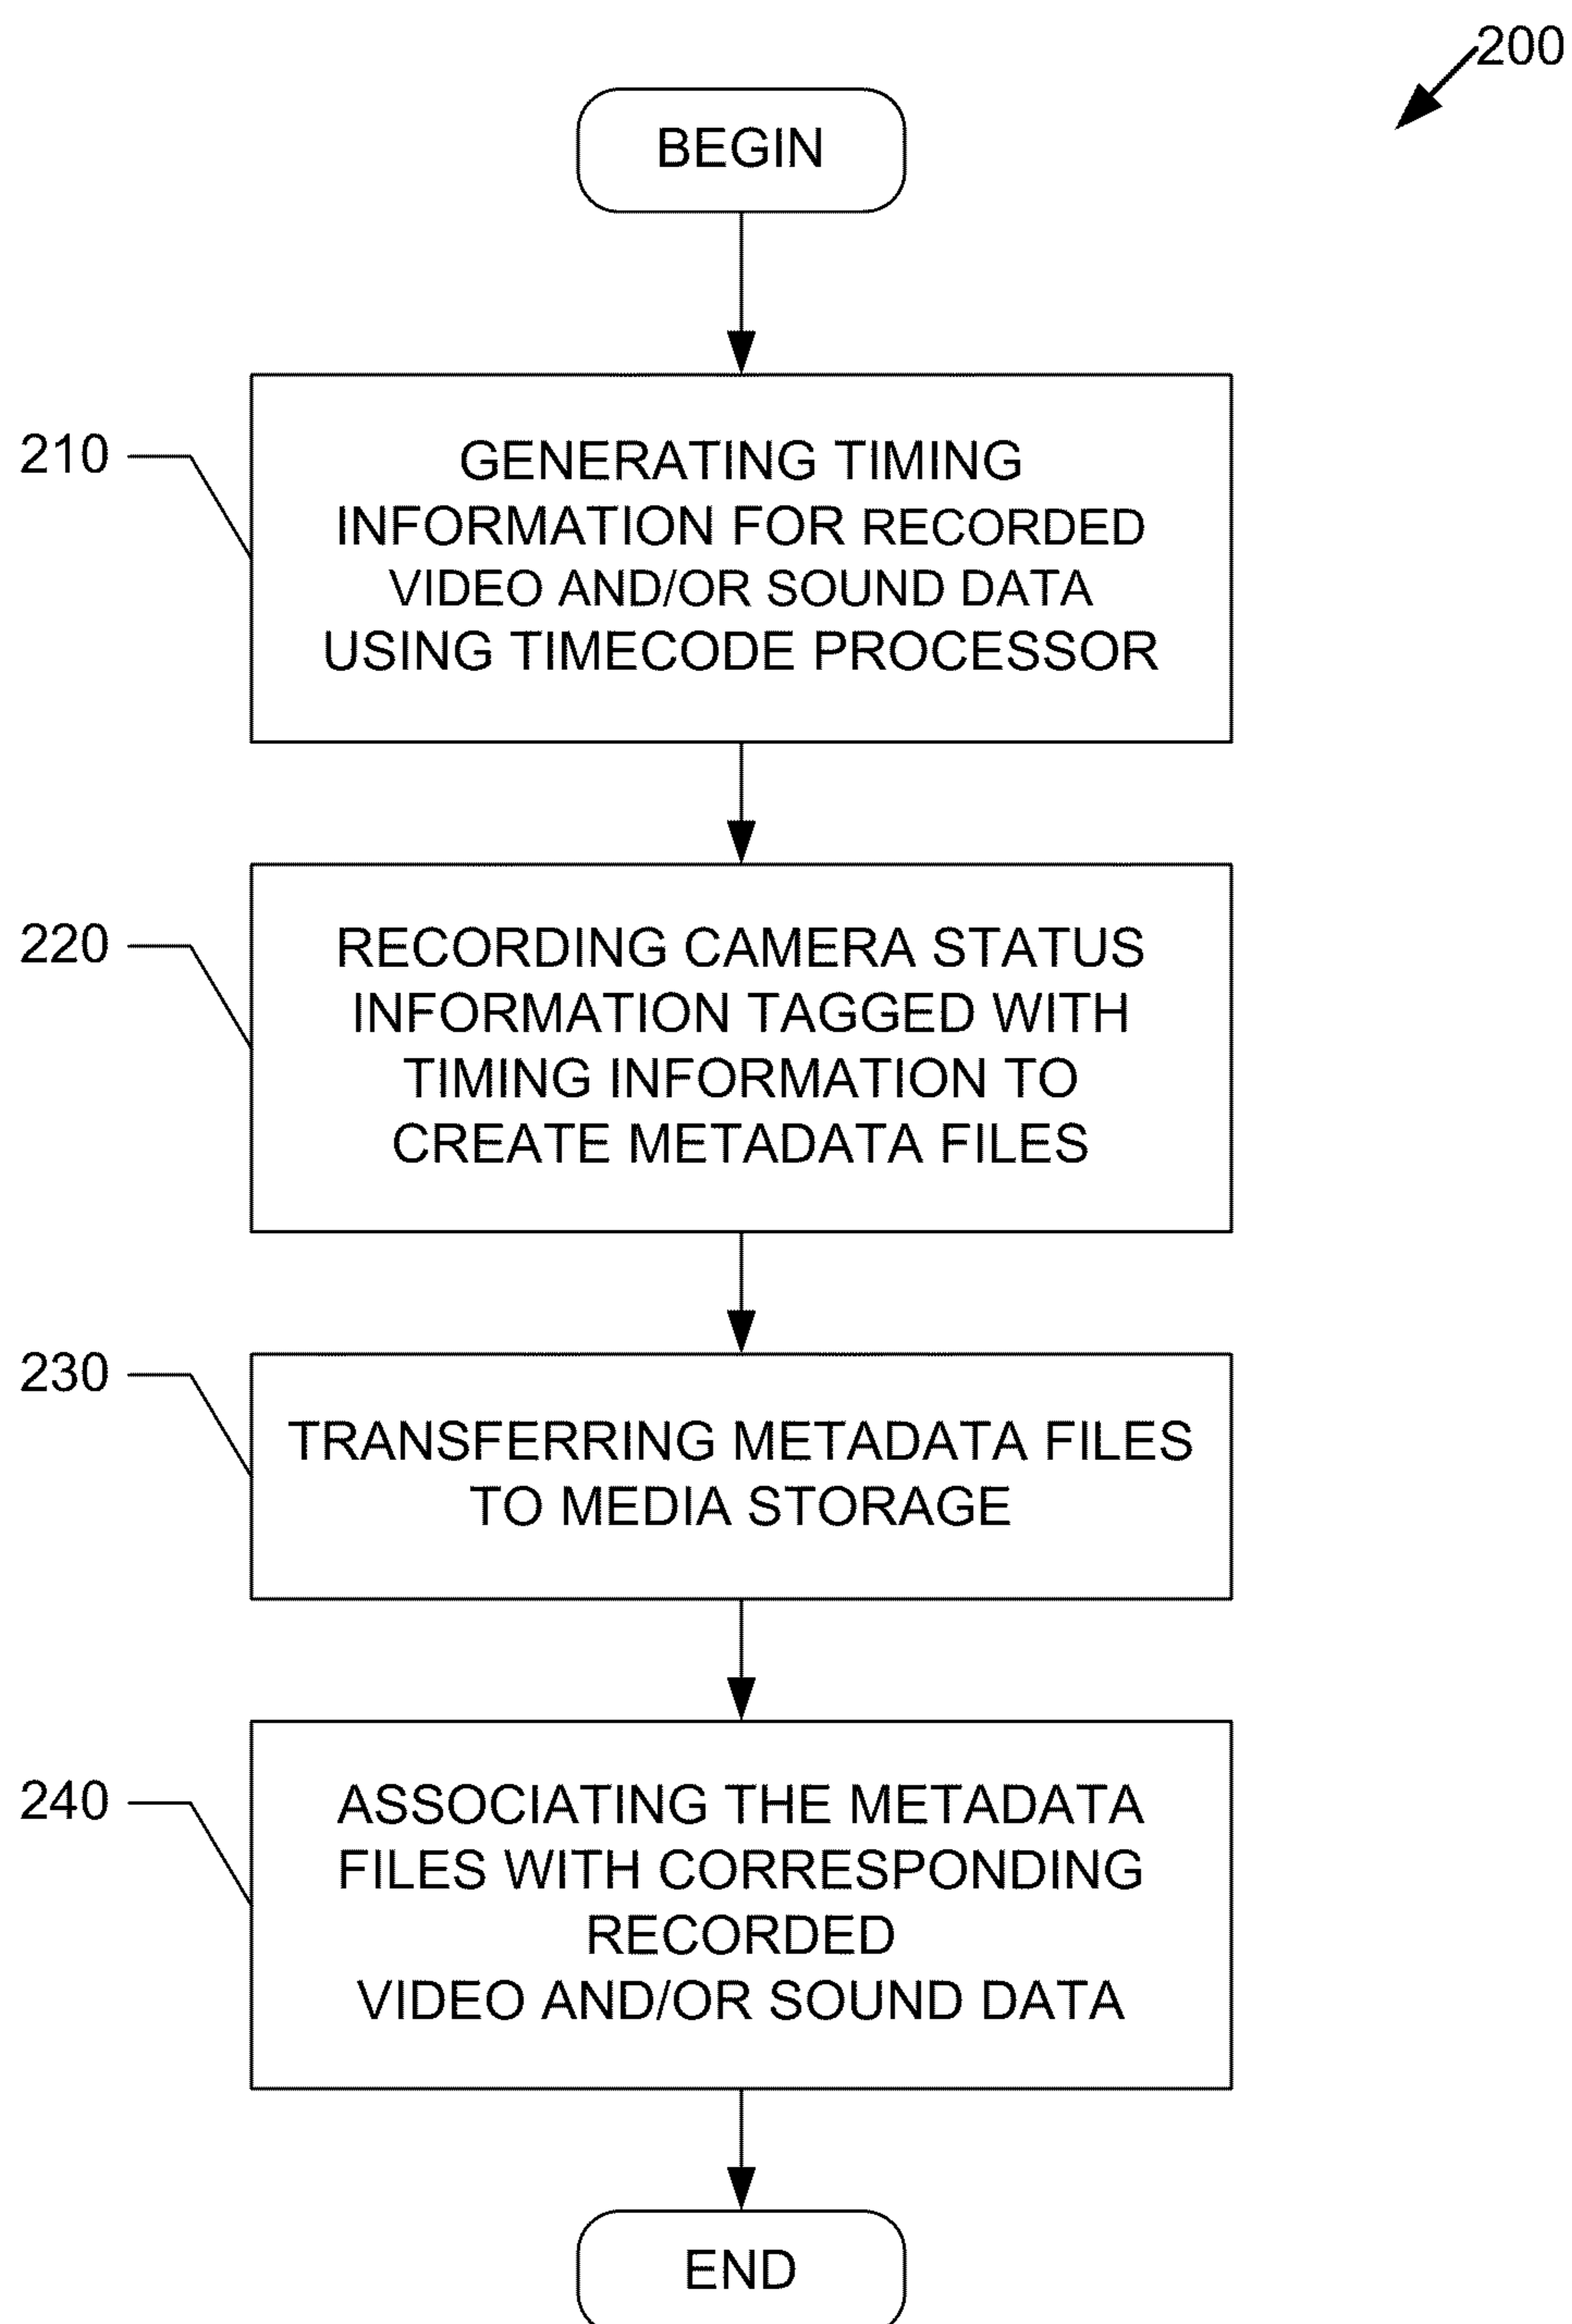 200
BEGIN
210
GENERATING TIMING
INFORMATION FOR RECORDED
VIDEO AND/OR SOUND DATA
USING TIMECODE PROCESSOR
220
RECORDING CAMERA STATUS
INFORMATION TAGGED WITH
TIMING INFORMATION TO
CREATE METADATA FILES
230
TRANSFERRING METADATA FILES
TO MEDIA STORAGE
240
ASSOCIATING THE METADATA
FILES WITH CORRESPONDING
RECORDED
VIDEO AND/OR SOUND DATA
END